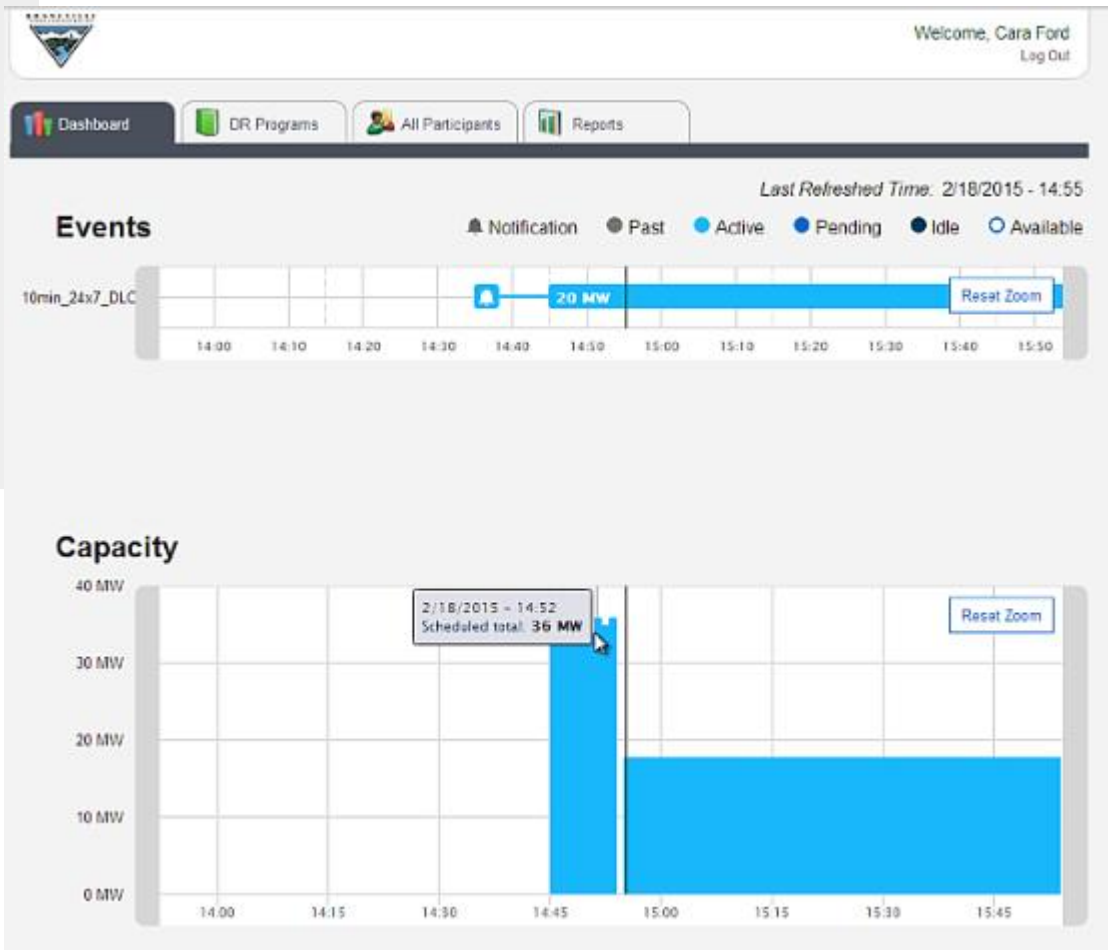 Welcome, Cara Ford
Log Out
Dashboard
DR Programs
All Participants
Reports
Last Refreshed Time: 2/18/2015 - 14:55
Events
Notification
Past
Active
Pending
Idle
Available
10min_24x7_DLC
20 MW
Reset Zoom
14:00 14:10 14:20 14:30 14:40 14:50 15:00 15:10 15:20 15:30 15:40 15:50
Capacity
40 MW
2/18/2015 - 14:52
Scheduled total: 36 MW
Reset Zoom
30 MW
20 MW
10 MW
0 MW
14:00 14:15 14:30 14:45 15:00 15:15 15:30 15:45